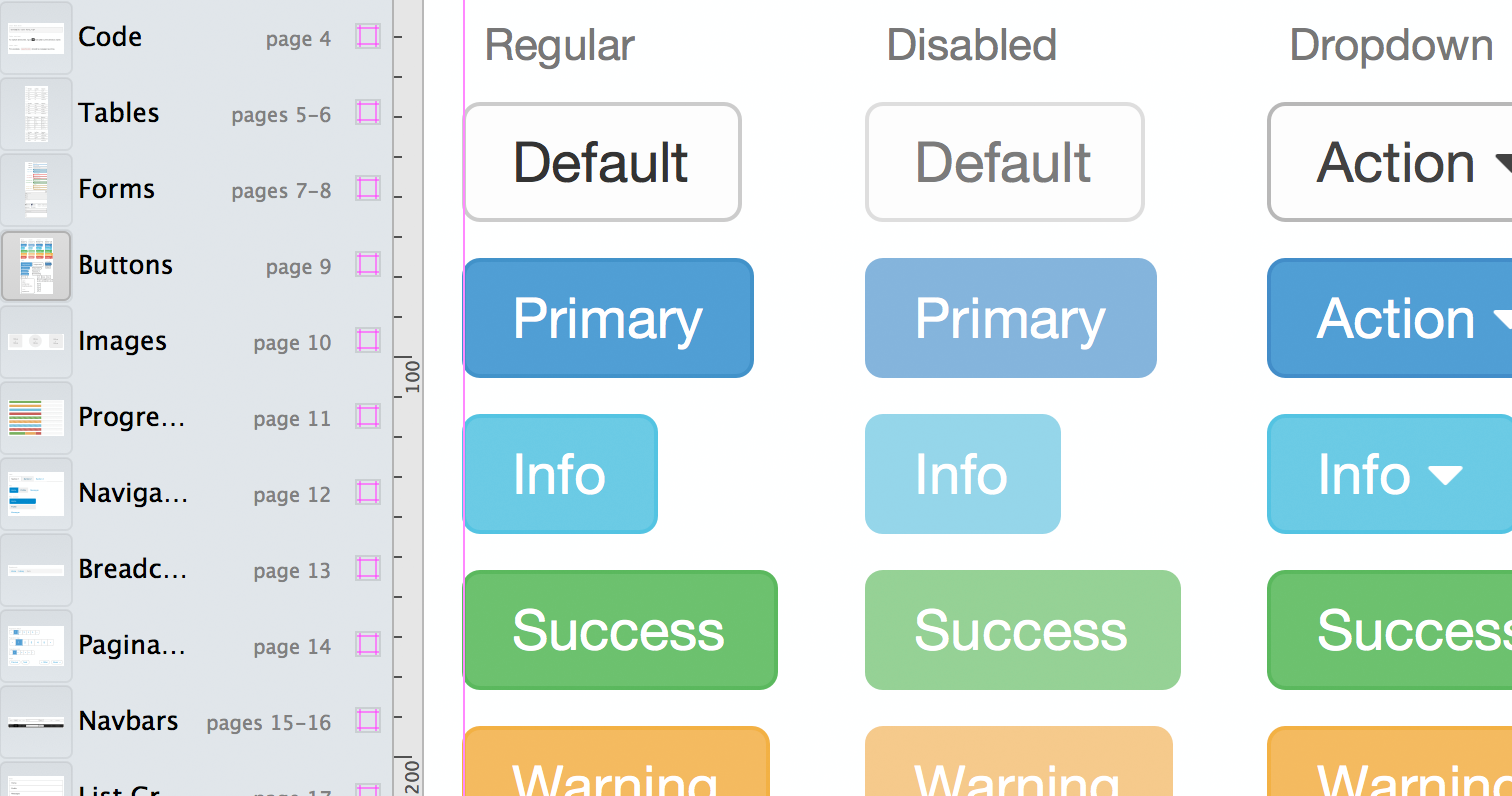 Code page 4
Tables pages 5-6
Forms pages 7-8
Buttons page 9
Images page 10
Progre... page 11
Naviga... page 12
Breadc... page 13
Pagina... page 14
Navbars pages 15-16
List Gr... page 17
100
200
Regular Disabled Dropdown
Default Default Action
Primary Primary Action
Info Info Info
Success Success Success
Warning Warning Warning